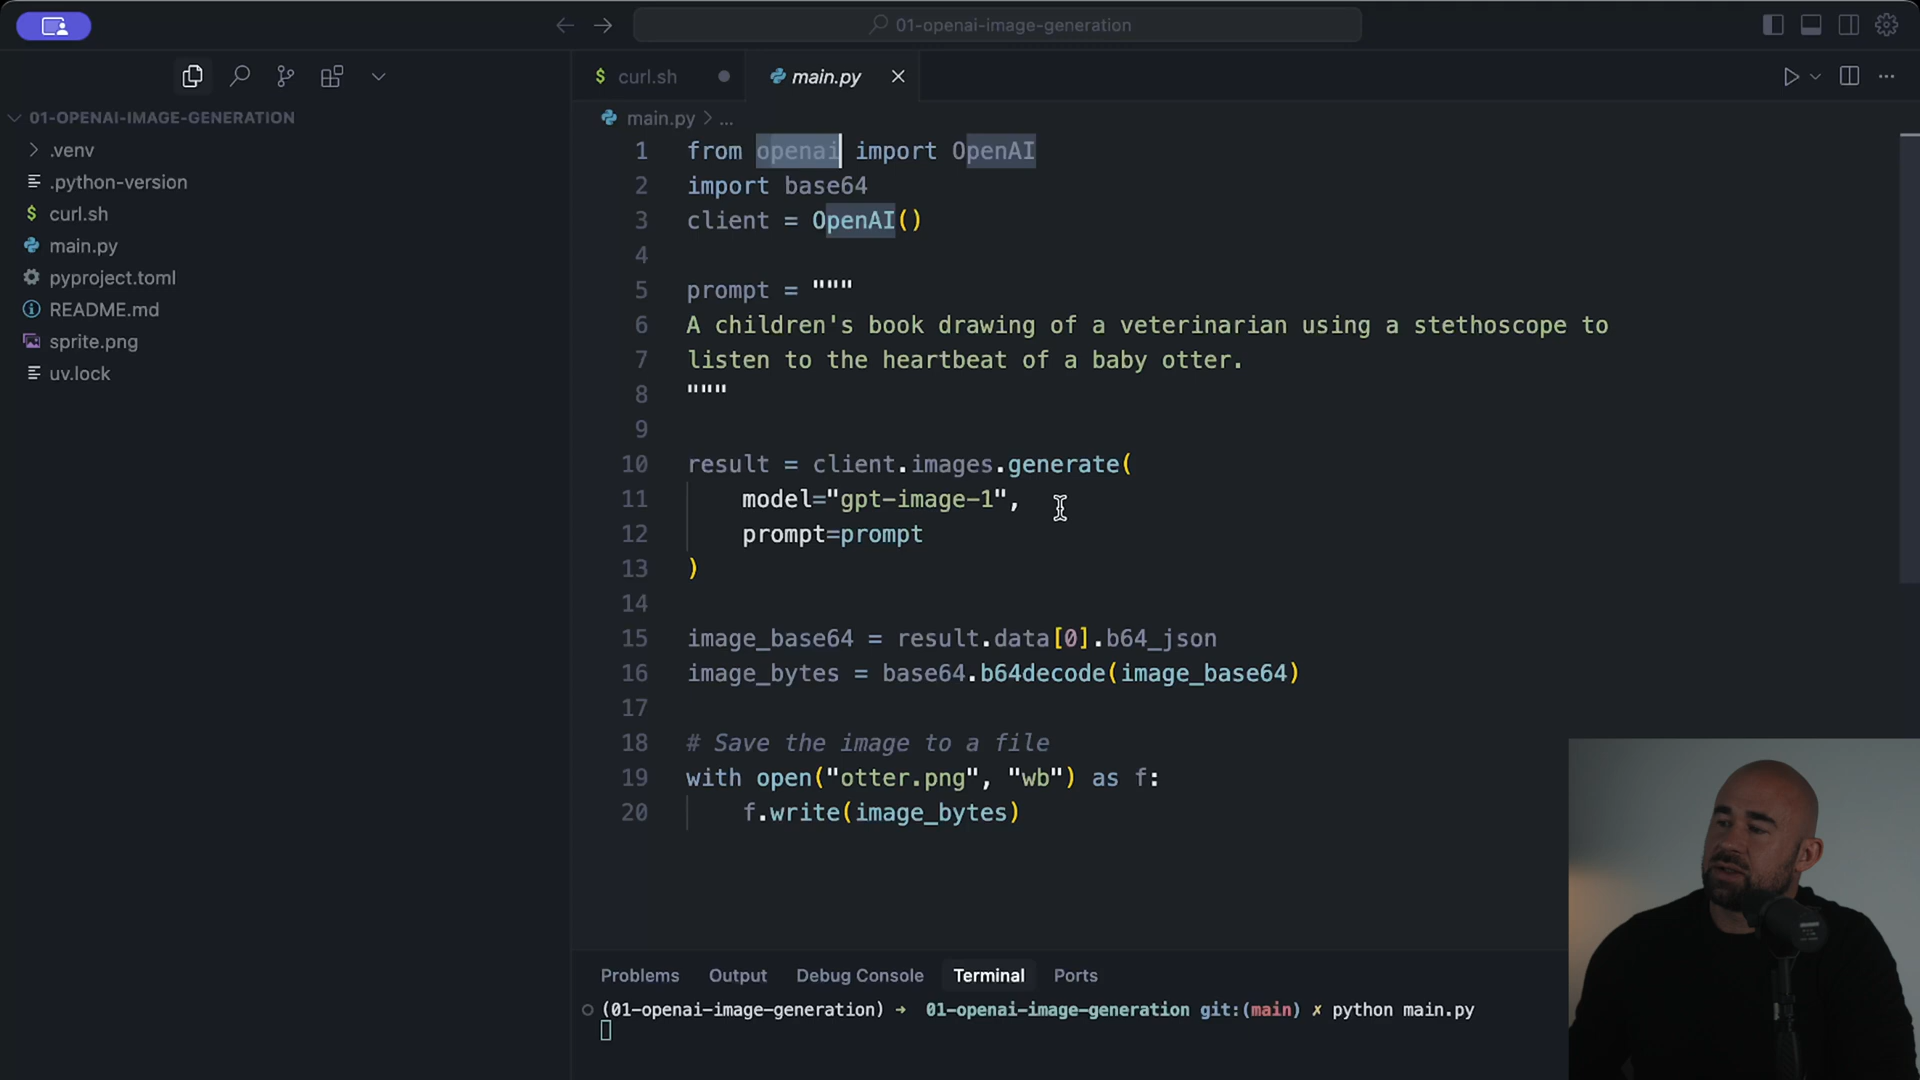 01-openai-image-generation
01-OPENAI-IMAGE-GENERATION
.venv
.python-version
$ curl.sh
main.py
pyproject.toml
README.md
sprite.png
uv.lock
$ curl.sh
main.py
main.py > ...
1 from openai import OpenAI
2 import base64
3 client = OpenAI()
4
5 prompt = """
6 A children's book drawing of a veterinarian using a stethoscope to
7 listen to the heartbeat of a baby otter.
8 """
9
10 result = client.images.generate(
11 model="gpt-image-1",
12 prompt=prompt
13 )
14
15 image_base64 = result.data[0].b64_json
16 image_bytes = base64.b64decode(image_base64)
17
18 # Save the image to a file
19 with open("otter.png", "wb") as f:
20 f.write(image_bytes)
Problems Output Debug Console Terminal Ports
(01-openai-image-generation) ➜ 01-openai-image-generation git:(main) ✗ python main.py